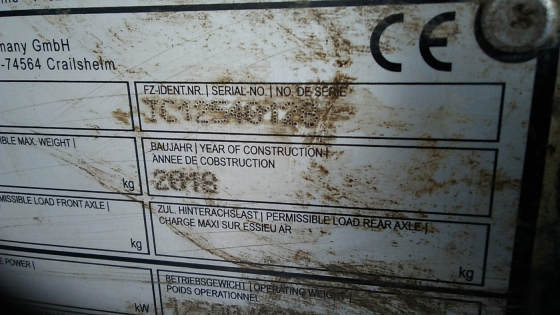 many GmbH
-74564 Crailsheim
CE
FZ-IDENT.NR. | SERIAL-NO. | NO. DE SÉRIE
BAUJAHR | YEAR OF CONSTRUCTION |
ANNEE DE COBSTRUCTION
2018
IBLE MAX. WEIGHT |
kg
MISSIBLE LOAD FRONT AXLE |
kg
ZUL. HINTERACHSLAST | PERMISSIBLE LOAD REAR AXLE |
CHARGE MAXI SUR ESSIEU AR
kg
E POWER |
kW
BETRIEBSGEWICHT | OPERATING WEIGHT |
POIDS OPERATIONNEL